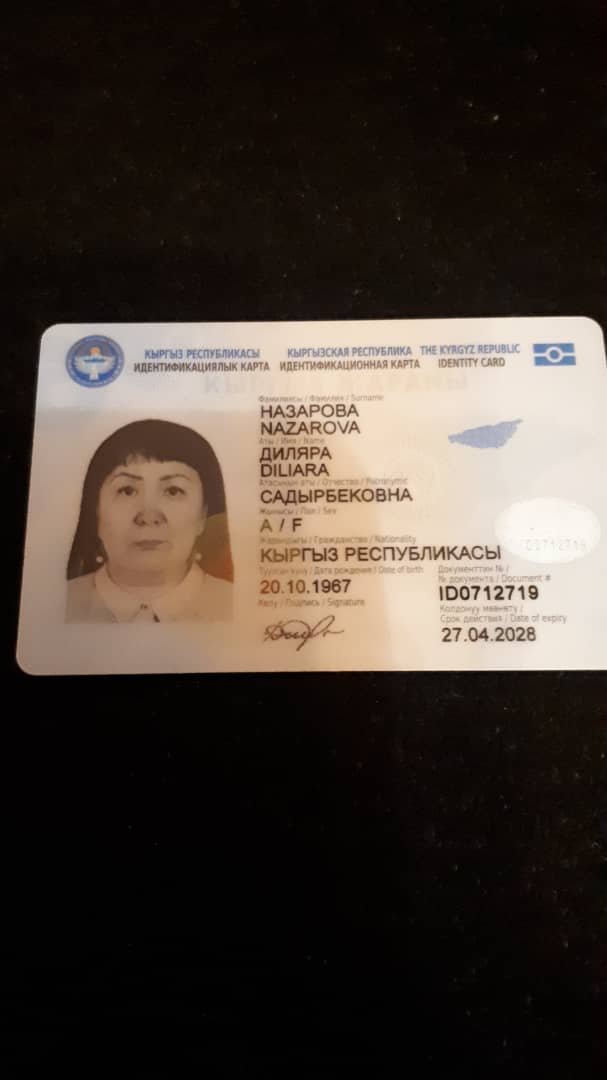 КЫРГЫЗ РЕСПУБЛИКАСЫ КЫРГЫЗСКАЯ РЕСПУБЛИКА THE KYRGYZ REPUBLIC
ИДЕНТИФИКАЦИЯЛЫК КАРТА ИДЕНТИФИКАЦИОННАЯ КАРТА IDENTITY CARD
Фамилиясы / Фамилия / Surname
НАЗАРОВА
NAZAROVA
Аты / Имя / Name
ДИЛЯРА
DILIARA
Атасынын аты / Отчество / Patronymic
САДЫРБЕКОВНА
Жынысы / Пол / Sex
А / F
Жарандыгы / Гражданство / Nationality
КЫРГЫЗ РЕСПУБЛИКАСЫ
Туулган күнү / Дата рождения / Date of birth
20.10.1967
Колу / Подпись / Signature
Документтин № /
№ документа / Document #
ID0712719
Колдонуу мөөнөтү /
Срок действия / Date of expiry
27.04.2028